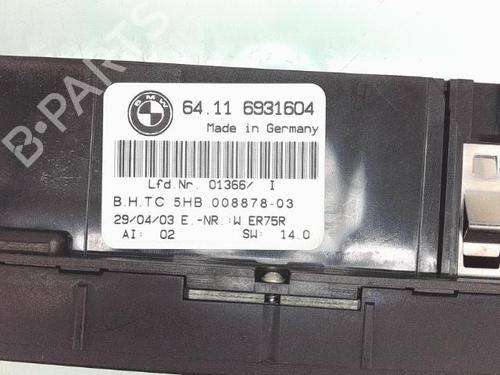 B-PARTS
BMW
64.11 6931604
Made in Germany
Lfd.Nr. 01366/ I
B.H.TC 5HB 008878-03
29/04/03 E.-NR.:W ER75R
AI: 02 SW: 14.0